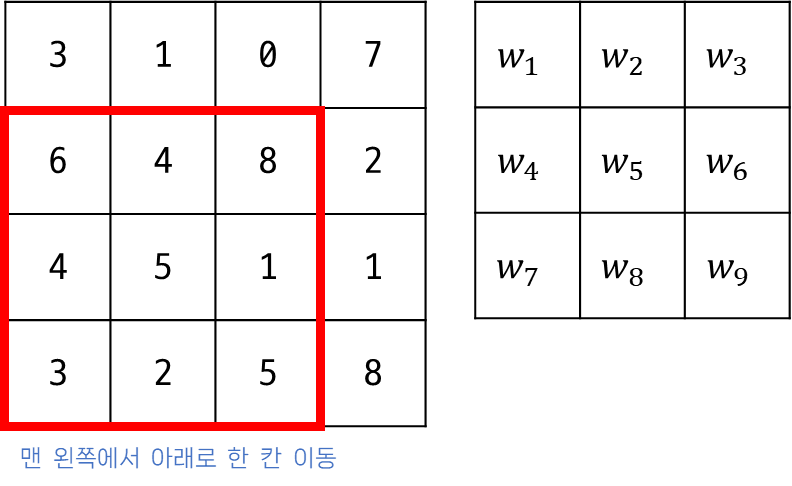 3 1 0 7
6 4 8 2
4 5 1 1
3 2 5 8
w₁ w₂ w₃
w₄ w₅ w₆
w₇ w₈ w₉
맨 왼쪽에서 아래로 한 칸 이동